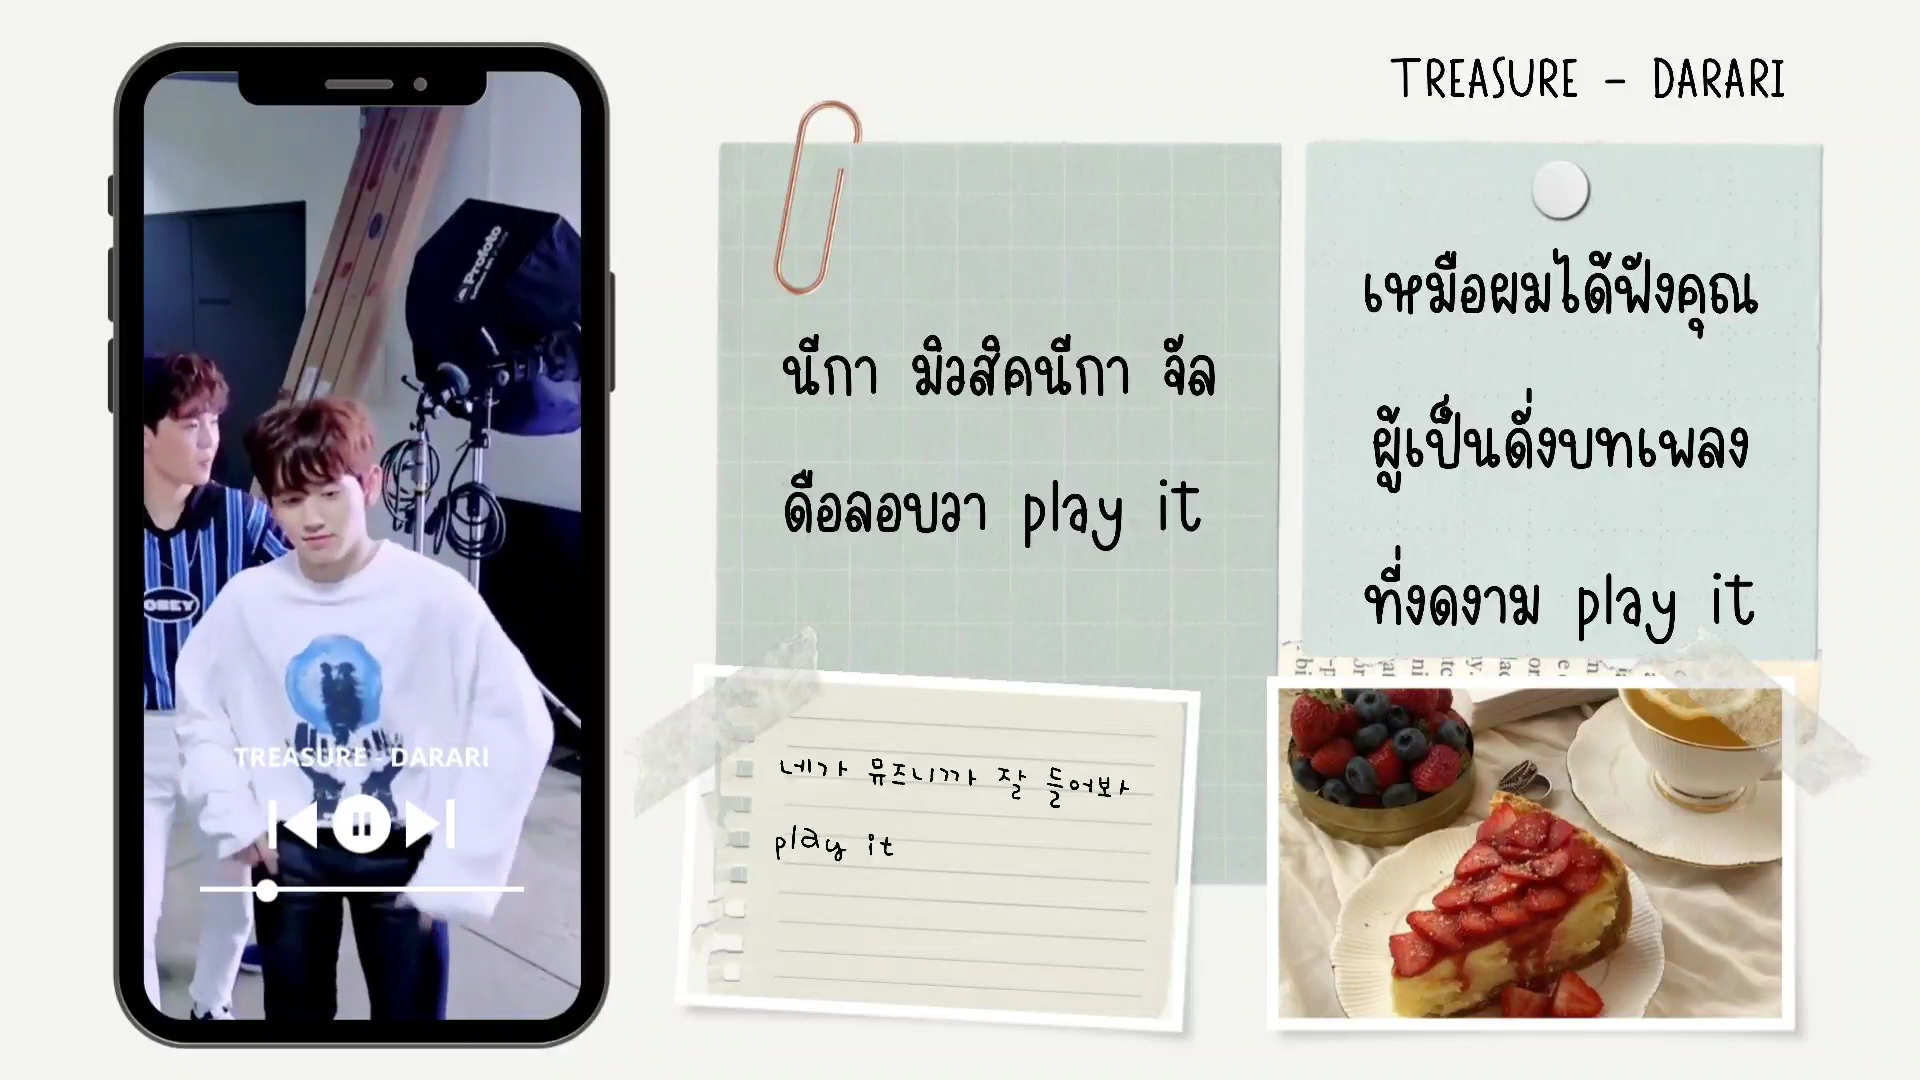 TREASURE - DARARI
Profoto
OBEY
TREASURE - DARARI
นีกา มิวสิคนีกา จัล
ดือลอบวา play it
เหมือผมได้ฟังคุณ
ผู้เป็นดั่งบทเพลง
ที่งดงาม play it
네가 뮤즈니까 잘 들어봐
play it